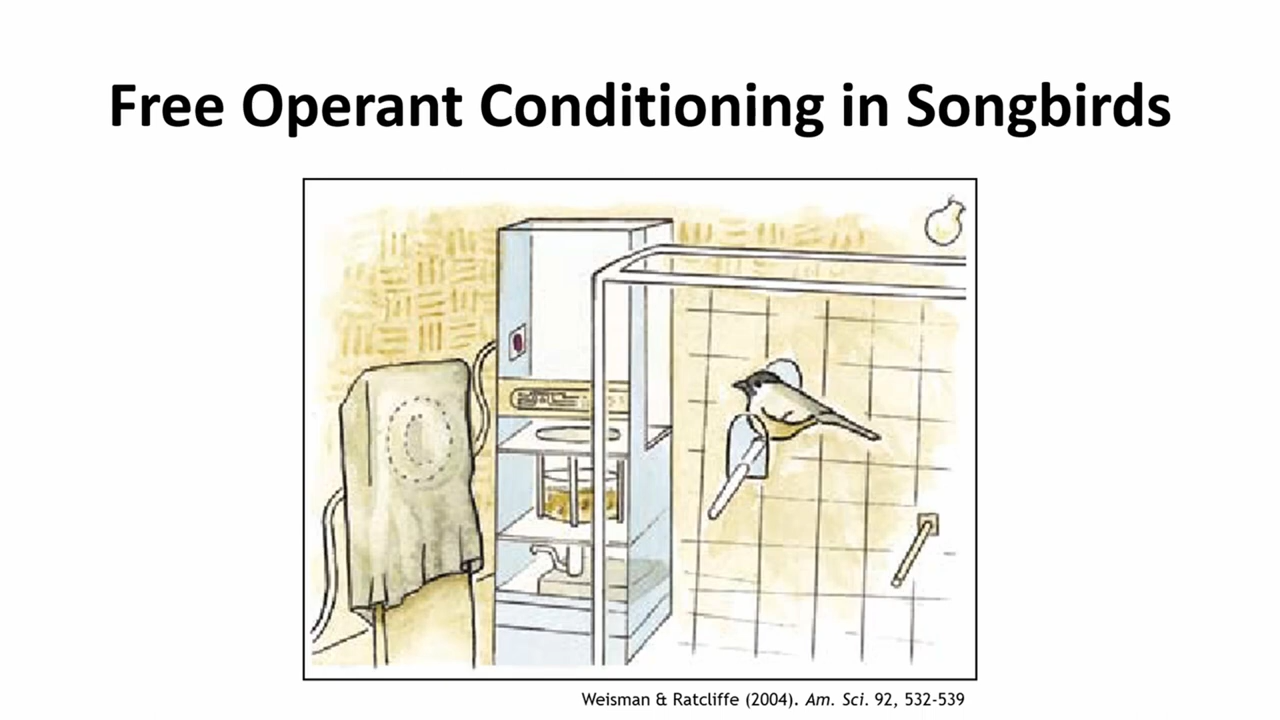 Free Operant Conditioning in Songbirds
Weisman & Ratcliffe (2004). Am. Sci. 92, 532-539